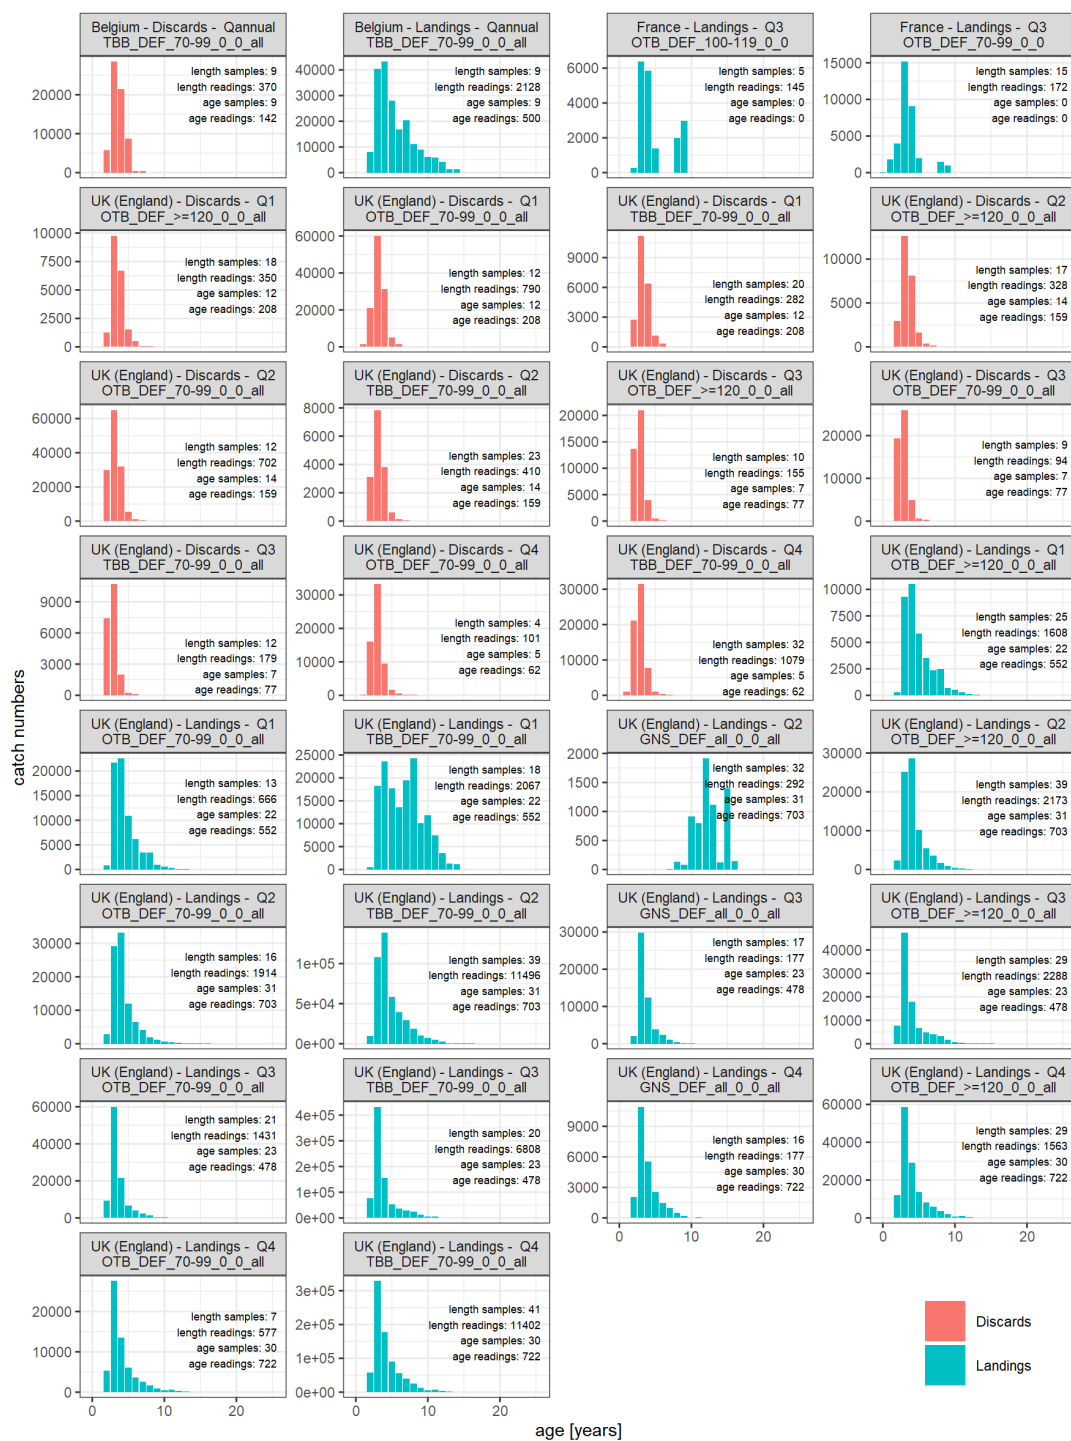 Belgium - Discards - Qannual
TBB_DEF_70-99_0_0_all
Belgium - Landings - Qannual
TBB_DEF_70-99_0_0_all
France - Landings - Q3
OTB_DEF_100-119_0_0
France - Landings - Q3
OTB_DEF_70-99_0_0
20000
10000
0
length samples: 9
length readings: 370
age samples: 9
age readings: 142
40000
30000
20000
10000
0
length samples: 9
length readings: 2128
age samples: 9
age readings: 500
6000
4000
2000
0
length samples: 5
length readings: 145
age samples: 0
age readings: 0
15000
10000
5000
0
length samples: 15
length readings: 172
age samples: 0
age readings: 0
UK (England) - Discards - Q1
OTB_DEF_>=120_0_0_all
UK (England) - Discards - Q1
OTB_DEF_70-99_0_0_all
UK (England) - Discards - Q1
TBB_DEF_70-99_0_0_all
UK (England) - Discards - Q2
OTB_DEF_>=120_0_0_all
10000
7500
5000
2500
0
length samples: 18
length readings: 350
age samples: 12
age readings: 208
60000
40000
20000
0
length samples: 12
length readings: 790
age samples: 12
age readings: 208
9000
6000
3000
0
length samples: 20
length readings: 282
age samples: 12
age readings: 208
10000
5000
0
length samples: 17
length readings: 328
age samples: 14
age readings: 159
UK (England) - Discards - Q2
OTB_DEF_70-99_0_0_all
UK (England) - Discards - Q2
TBB_DEF_70-99_0_0_all
UK (England) - Discards - Q3
OTB_DEF_>=120_0_0_all
UK (England) - Discards - Q3
OTB_DEF_70-99_0_0_all
60000
40000
20000
0
length samples: 12
length readings: 702
age samples: 14
age readings: 159
8000
6000
4000
2000
0
length samples: 23
length readings: 410
age samples: 14
age readings: 159
20000
15000
10000
5000
0
length samples: 10
length readings: 155
age samples: 7
age readings: 77
20000
10000
0
length samples: 9
length readings: 94
age samples: 7
age readings: 77
UK (England) - Discards - Q3
TBB_DEF_70-99_0_0_all
UK (England) - Discards - Q4
OTB_DEF_70-99_0_0_all
UK (England) - Discards - Q4
TBB_DEF_70-99_0_0_all
UK (England) - Landings - Q1
OTB_DEF_>=120_0_0_all
9000
6000
3000
0
length samples: 12
length readings: 179
age samples: 7
age readings: 77
30000
20000
10000
0
length samples: 4
length readings: 101
age samples: 5
age readings: 62
30000
20000
10000
0
length samples: 32
length readings: 1079
age samples: 5
age readings: 62
10000
7500
5000
2500
0
length samples: 25
length readings: 1608
age samples: 22
age readings: 552
UK (England) - Landings - Q1
OTB_DEF_70-99_0_0_all
UK (England) - Landings - Q1
TBB_DEF_70-99_0_0_all
UK (England) - Landings - Q2
GNS_DEF_all_0_0_all
UK (England) - Landings - Q2
OTB_DEF_>=120_0_0_all
20000
15000
10000
5000
0
length samples: 13
length readings: 666
age samples: 22
age readings: 552
25000
20000
15000
10000
5000
0
length samples: 18
length readings: 2067
age samples: 22
age readings: 552
2000
1500
1000
500
0
length samples: 32
length readings: 292
age samples: 31
age readings: 703
30000
20000
10000
0
length samples: 39
length readings: 2173
age samples: 31
age readings: 703
UK (England) - Landings - Q2
OTB_DEF_70-99_0_0_all
UK (England) - Landings - Q2
TBB_DEF_70-99_0_0_all
UK (England) - Landings - Q3
GNS_DEF_all_0_0_all
UK (England) - Landings - Q3
OTB_DEF_>=120_0_0_all
30000
20000
10000
0
length samples: 16
length readings: 1914
age samples: 31
age readings: 703
1e+05
5e+04
0e+00
length samples: 39
length readings: 11496
age samples: 31
age readings: 703
30000
20000
10000
0
length samples: 17
length readings: 177
age samples: 23
age readings: 478
40000
30000
20000
10000
0
length samples: 29
length readings: 2288
age samples: 23
age readings: 478
UK (England) - Landings - Q3
OTB_DEF_70-99_0_0_all
UK (England) - Landings - Q3
TBB_DEF_70-99_0_0_all
UK (England) - Landings - Q4
GNS_DEF_all_0_0_all
UK (England) - Landings - Q4
OTB_DEF_>=120_0_0_all
60000
40000
20000
0
length samples: 21
length readings: 1431
age samples: 23
age readings: 478
4e+05
3e+05
2e+05
1e+05
0e+00
length samples: 20
length readings: 6808
age samples: 23
age readings: 478
9000
6000
3000
0
length samples: 16
length readings: 177
age samples: 30
age readings: 722
60000
40000
20000
0
length samples: 29
length readings: 1563
age samples: 30
age readings: 722
0 10 20
0 10 20
UK (England) - Landings - Q4
OTB_DEF_70-99_0_0_all
UK (England) - Landings - Q4
TBB_DEF_70-99_0_0_all
20000
10000
0
length samples: 7
length readings: 577
age samples: 30
age readings: 722
3e+05
2e+05
1e+05
0e+00
length samples: 41
length readings: 11402
age samples: 30
age readings: 722
0 10 20
0 10 20
catch numbers
age [years]
Discards
Landings